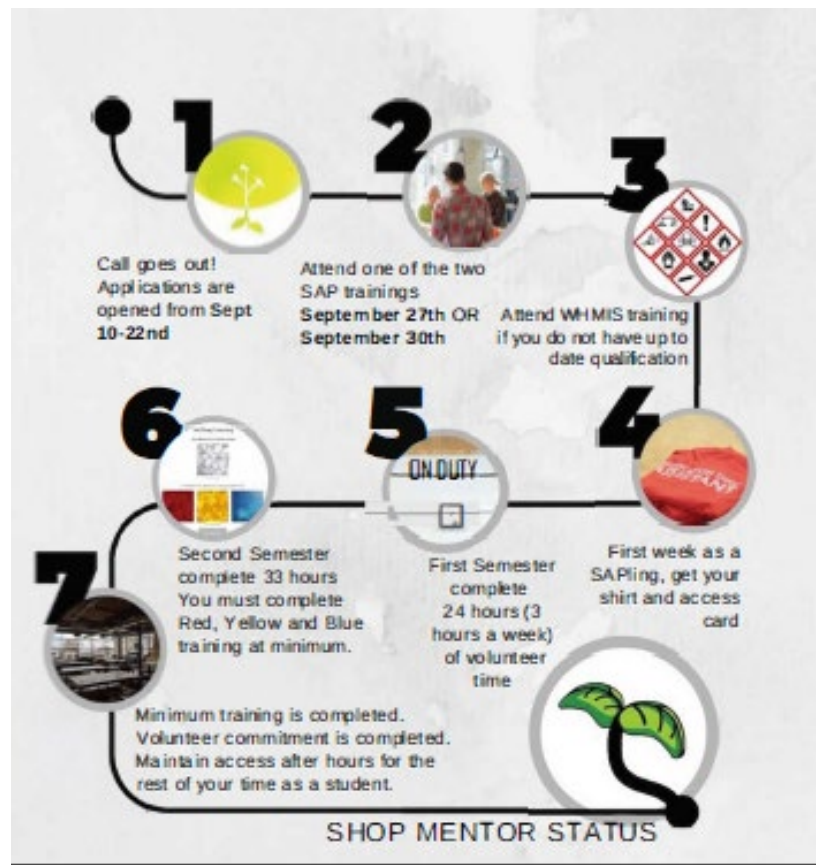 1
Call goes out!
Applications are
opened from Sept
10-22nd
2
Attend one of the two
SAP trainings
September 27th OR
September 30th
3
Attend WHMIS training
if you do not have up to
date qualification
4
First week as a
SAPling, get your
shirt and access
card
5
ON DUTY
First Semester
complete
24 hours (3
hours a week)
of volunteer
time
6
Second Semester
complete 33 hours
You must complete
Red, Yellow and Blue
training at minimum.
7
Minimum training is completed.
Volunteer commitment is completed.
Maintain access after hours for the
rest of your time as a student.
SHOP MENTOR STATUS